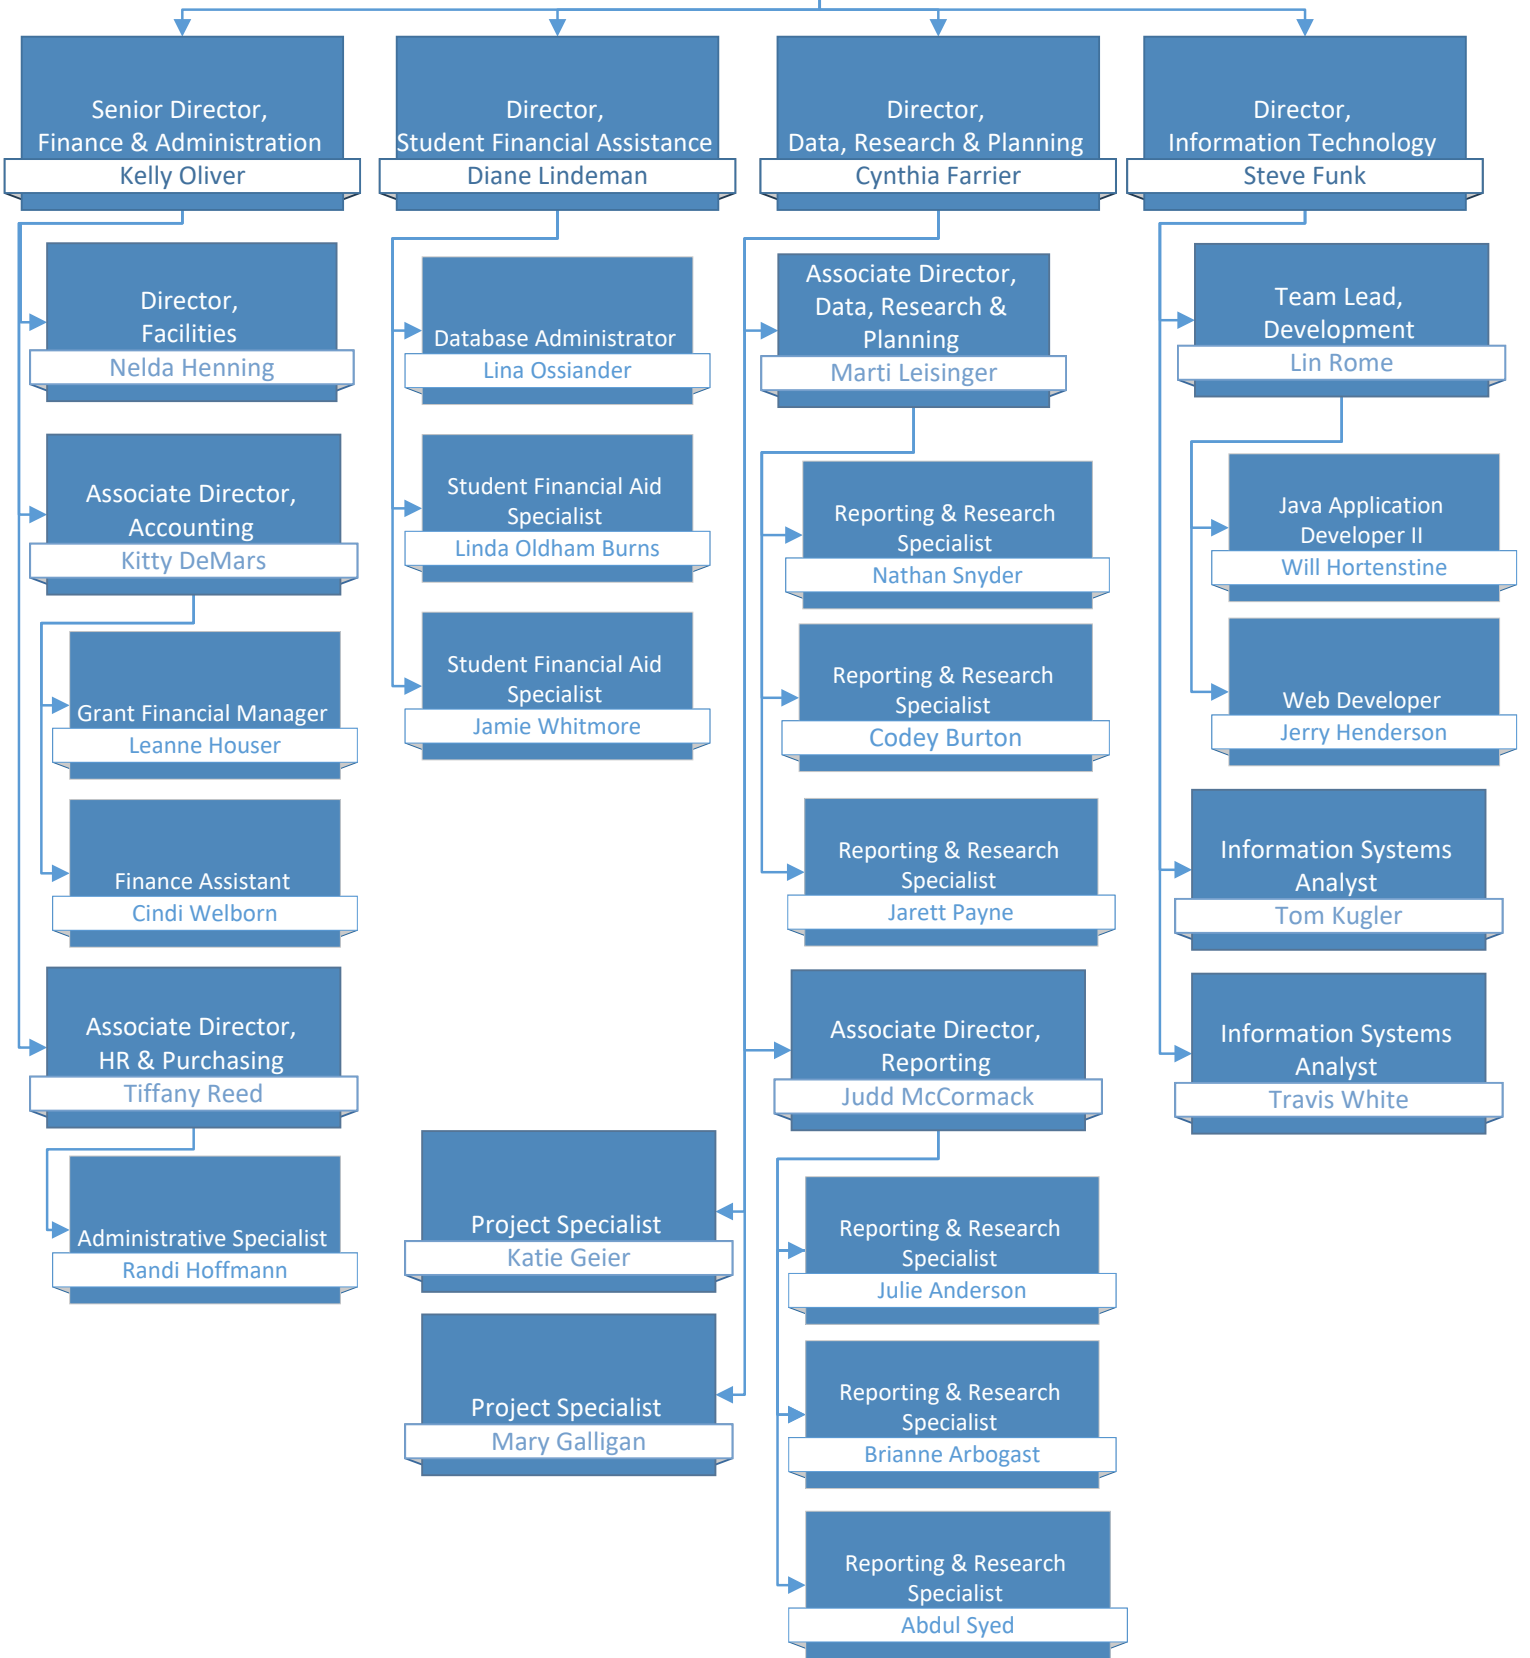 Senior Director,
Finance & Administration
Kelly Oliver
Director,
Student Financial Assistance
Diane Lindeman
Director,
Data, Research & Planning
Cynthia Farrier
Director,
Information Technology
Steve Funk
Director,
Facilities
Nelda Henning
Associate Director,
Accounting
Kitty DeMars
Grant Financial Manager
Leanne Houser
Finance Assistant
Cindi Welborn
Associate Director,
HR & Purchasing
Tiffany Reed
Administrative Specialist
Randi Hoffmann
Database Administrator
Lina Ossiander
Student Financial Aid
Specialist
Linda Oldham Burns
Student Financial Aid
Specialist
Jamie Whitmore
Associate Director,
Data, Research &
Planning
Marti Leisinger
Reporting & Research
Specialist
Nathan Snyder
Reporting & Research
Specialist
Codey Burton
Reporting & Research
Specialist
Jarett Payne
Associate Director,
Reporting
Judd McCormack
Reporting & Research
Specialist
Julie Anderson
Reporting & Research
Specialist
Brianne Arbogast
Reporting & Research
Specialist
Abdul Syed
Project Specialist
Katie Geier
Project Specialist
Mary Galligan
Team Lead,
Development
Lin Rome
Java Application
Developer II
Will Hortenstine
Web Developer
Jerry Henderson
Information Systems
Analyst
Tom Kugler
Information Systems
Analyst
Travis White